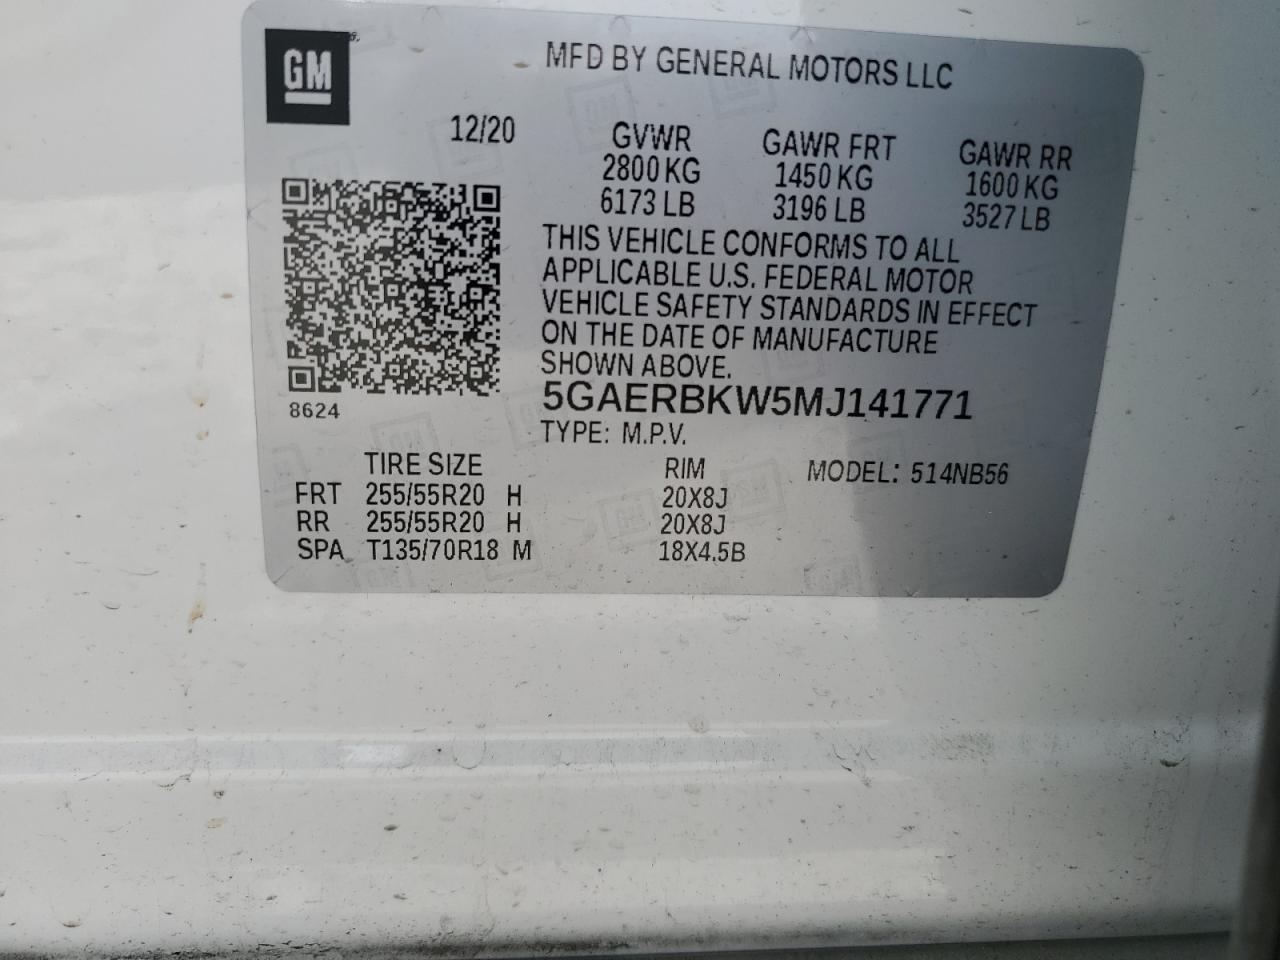 GM
MFD BY GENERAL MOTORS LLC
12/20
GVWR GAWR FRT GAWR RR
2800 KG 1450 KG 1600 KG
6173 LB 3196 LB 3527 LB
THIS VEHICLE CONFORMS TO ALL
APPLICABLE U.S. FEDERAL MOTOR
VEHICLE SAFETY STANDARDS IN EFFECT
ON THE DATE OF MANUFACTURE
SHOWN ABOVE.
8624
5GAERBKW5MJ141771
TYPE: M.P.V.
TIRE SIZE RIM MODEL: 514NB56
FRT 255/55R20 H 20X8J
RR 255/55R20 H 20X8J
SPA T135/70R18 M 18X4.5B